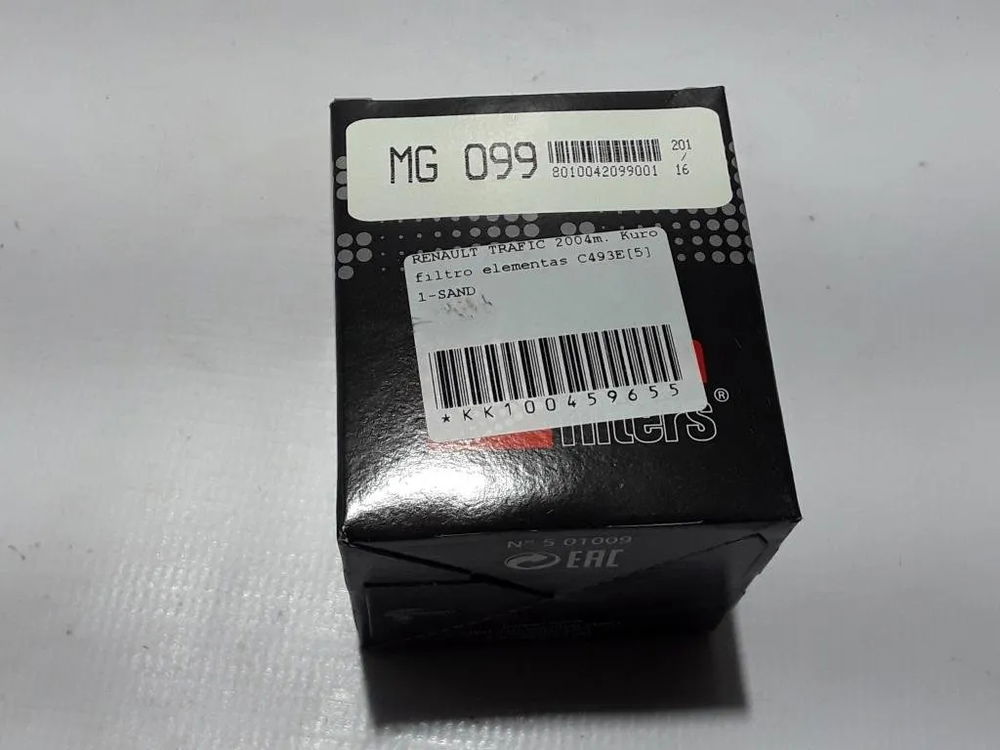 MG 099
8010042099001
201
/
16
RENAULT TRAFIC 2004m. Kuro
filtro elementas C493E[5]
1-SAND
*KK100459655
filters®
Nº 5 01009
EAC